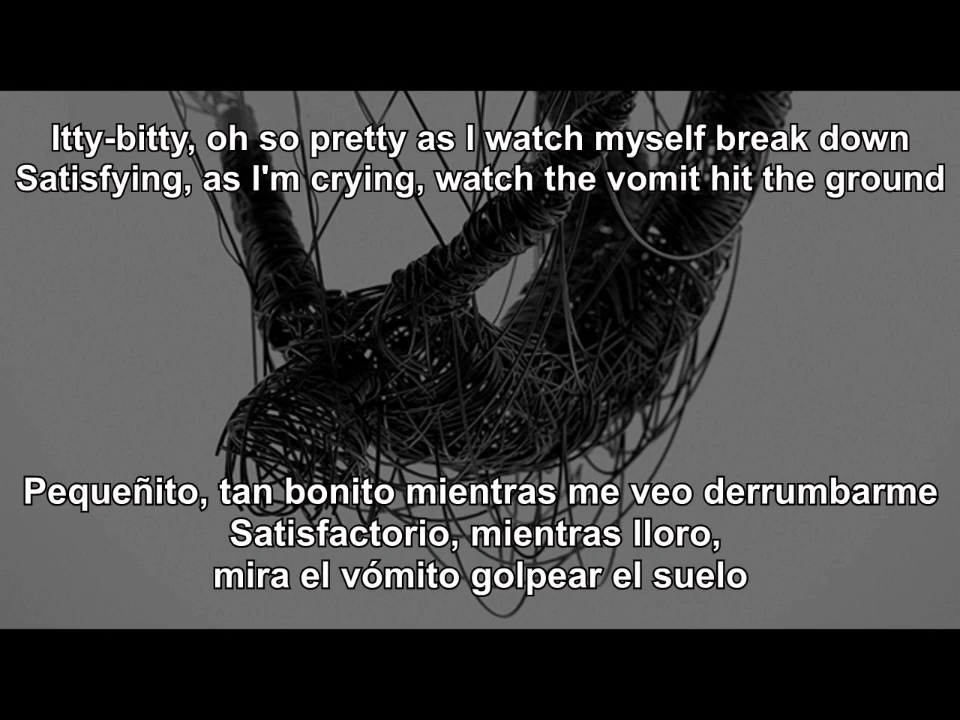 Itty-bitty, oh so pretty as I watch myself break down
Satisfying, as I'm crying, watch the vomit hit the ground
Pequeñito, tan bonito mientras me veo derrumbarme
Satisfactorio, mientras lloro,
mira el vómito golpear el suelo